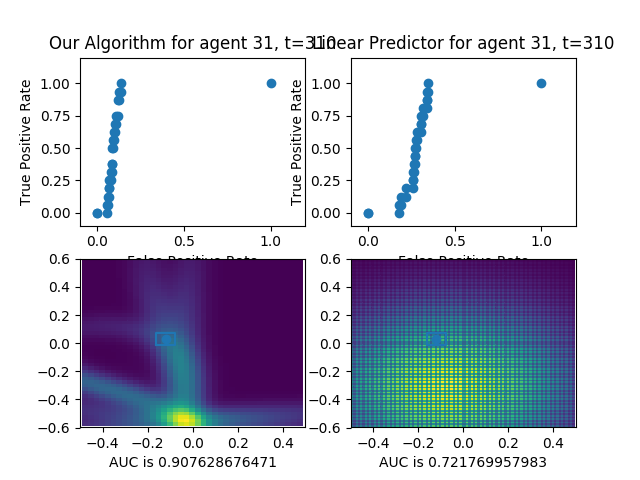 Our Algorithm for agent 31, t=310
Linear Predictor for agent 31, t=310
True Positive Rate
1.00
0.75
0.50
0.25
0.00
0.0 0.5 1.0
False Positive Rate
True Positive Rate
1.00
0.75
0.50
0.25
0.00
0.0 0.5 1.0
False Positive Rate
0.6
0.4
0.2
0.0
−0.2
−0.4
−0.6
−0.4 −0.2 0.0 0.2 0.4
AUC is 0.907628676471
0.6
0.4
0.2
0.0
−0.2
−0.4
−0.6
−0.4 −0.2 0.0 0.2 0.4
AUC is 0.721769957983